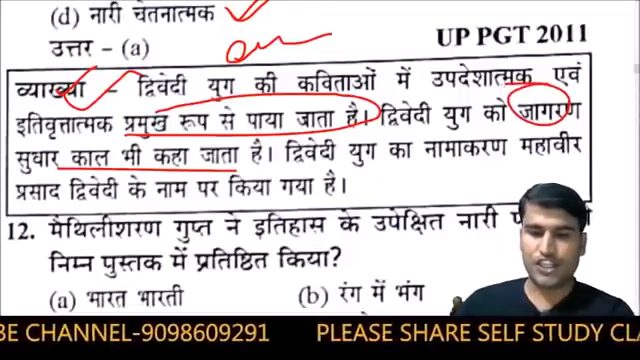 (d) नारी चेतनात्मक
उत्तर –(a)
UP PGT 2011
व्याख्या – द्विवेदी युग की कविताओं में उपदेशात्मक एवं
इतिवृत्तात्मक प्रमुख रूप से पाया जाता है। द्विवेदी युग को जागरण
सुधार काल भी कहा जाता है। द्विवेदी युग का नामाकरण महावीर
प्रसाद द्विवेदी के नाम पर किया गया है।
12. मैथिलीशरण गुप्त ने इतिहास के उपेक्षित नारी
निम्न पुस्तक में प्रतिष्ठित किया?
(a) भारत भारती
(b) रंग में भंग
BE CHANNEL-9098609291 PLEASE SHARE SELF STUDY CLA